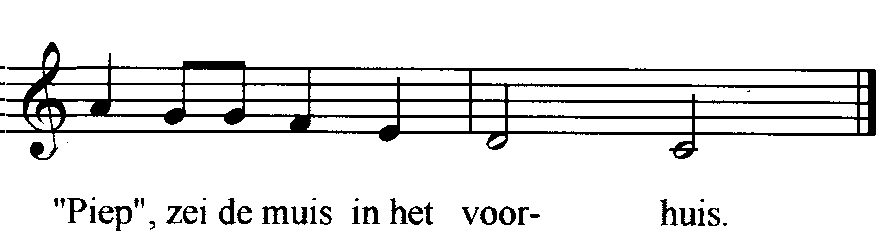 "Piep", zei de muis in het voor- huis.